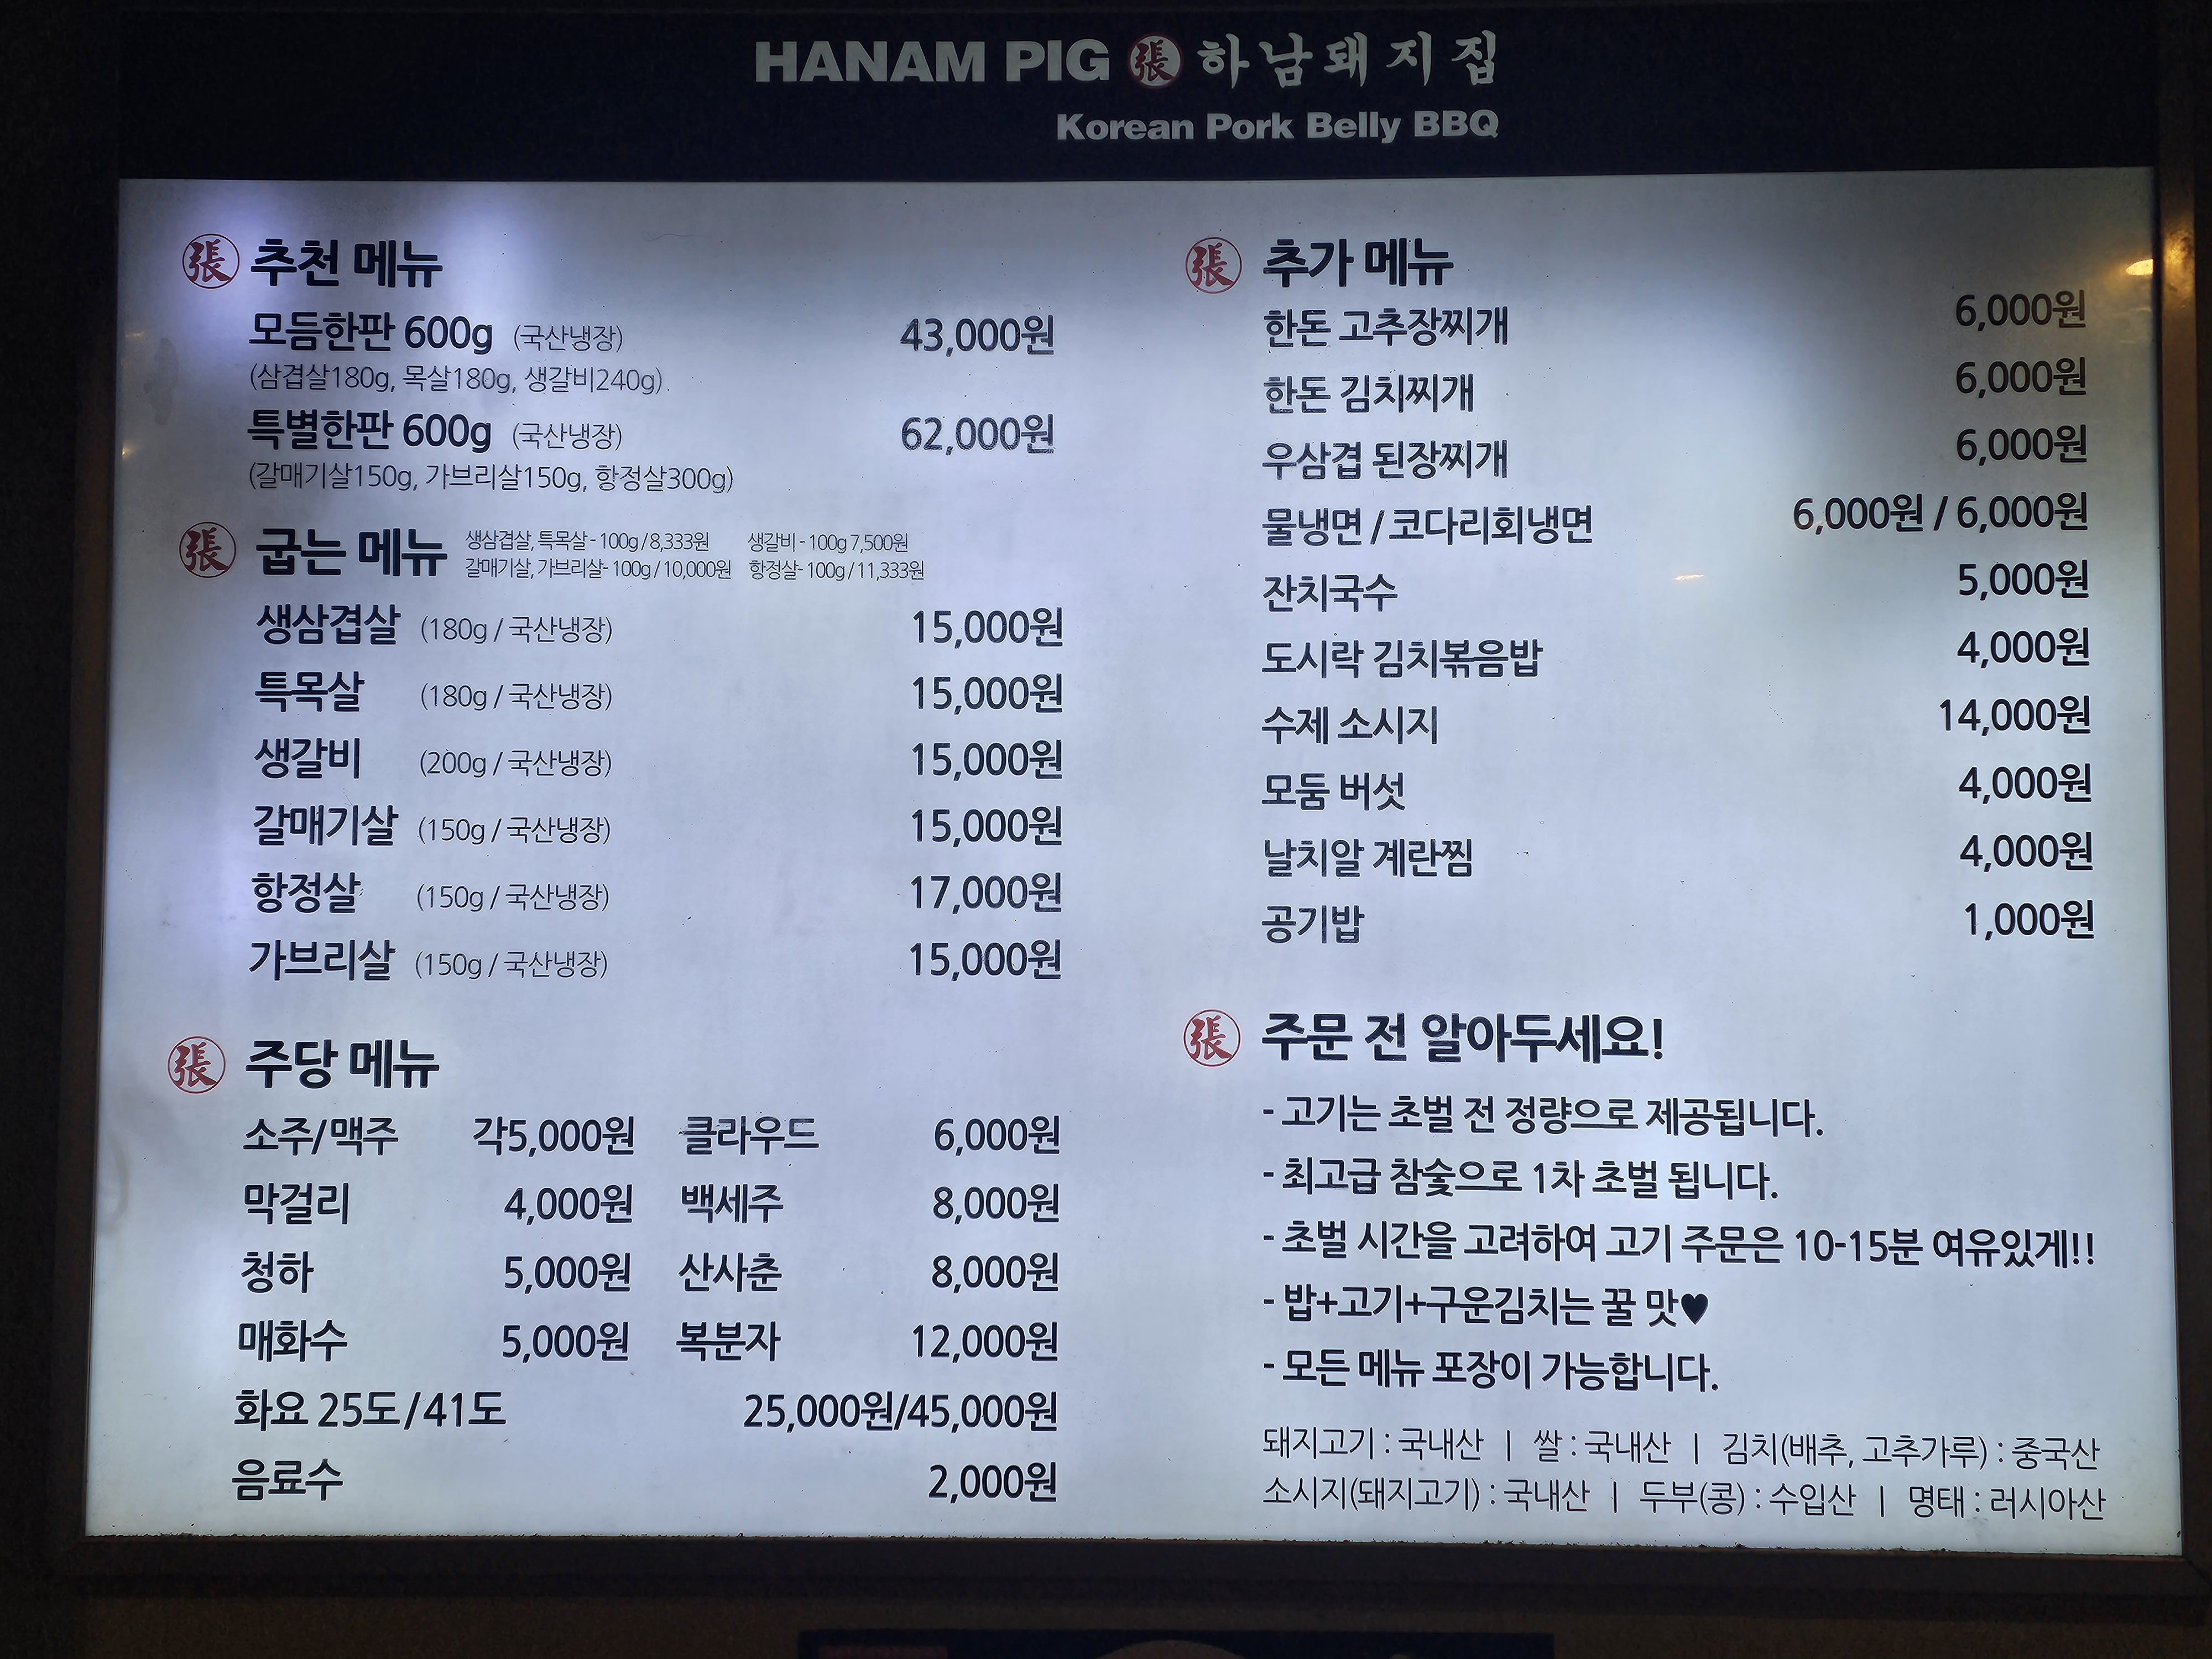 HANAM PIG 張 하남돼지집
Korean Pork Belly BBQ
張 추천 메뉴
모듬한판 600g (국산냉장) 43,000원
(삼겹살180g, 목살180g, 생갈비240g)
특별한판 600g (국산냉장) 62,000원
(갈매기살150g, 가브리살150g, 항정살300g)
張 굽는 메뉴
생삼겹살, 특목살 - 100g / 8,333원 생갈비 - 100g 7,500원
갈매기살, 가브리살- 100g / 10,000원 항정살- 100g / 11,333원
생삼겹살 (180g / 국산냉장) 15,000원
특목살 (180g / 국산냉장) 15,000원
생갈비 (200g / 국산냉장) 15,000원
갈매기살 (150g / 국산냉장) 15,000원
항정살 (150g / 국산냉장) 17,000원
가브리살 (150g / 국산냉장) 15,000원
張 주당 메뉴
소주/맥주 각5,000원 클라우드 6,000원
막걸리 4,000원 백세주 8,000원
청하 5,000원 산사춘 8,000원
매화수 5,000원 복분자 12,000원
화요 25도/41도 25,000원/45,000원
음료수 2,000원
張 추가 메뉴
한돈 고추장찌개 6,000원
한돈 김치찌개 6,000원
우삼겹 된장찌개 6,000원
물냉면 / 코다리회냉면 6,000원 / 6,000원
잔치국수 5,000원
도시락 김치볶음밥 4,000원
수제 소시지 14,000원
모둠 버섯 4,000원
날치알 계란찜 4,000원
공기밥 1,000원
張 주문 전 알아두세요!
- 고기는 초벌 전 정량으로 제공됩니다.
- 최고급 참숯으로 1차 초벌 됩니다.
- 초벌 시간을 고려하여 고기 주문은 10-15분 여유있게!!
- 밥+고기+구운김치는 꿀 맛♥
- 모든 메뉴 포장이 가능합니다.
돼지고기 : 국내산 | 쌀 : 국내산 | 김치(배추, 고추가루) : 중국산
소시지(돼지고기) : 국내산 | 두부(콩) : 수입산 | 명태 : 러시아산